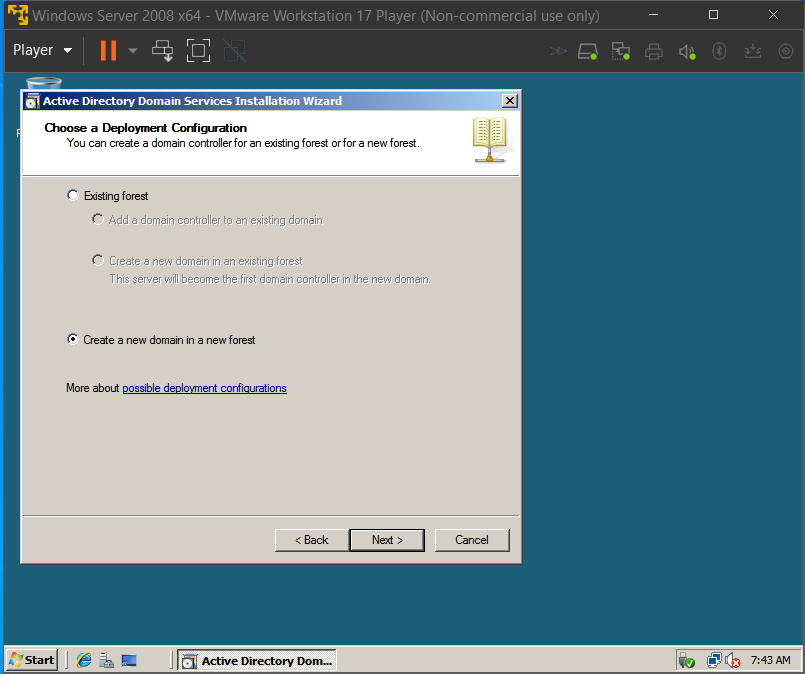 Windows Server 2008 x64 - VMware Workstation 17 Player (Non-commercial use only)
Player
Active Directory Domain Services Installation Wizard
Choose a Deployment Configuration
You can create a domain controller for an existing forest or for a new forest.
Existing forest
Add a domain controller to an existing domain
Create a new domain in an existing forest
This server will become the first domain controller in the new domain.
Create a new domain in a new forest
More about possible deployment configurations
< Back
Next >
Cancel
Start
Active Directory Dom...
7:43 AM